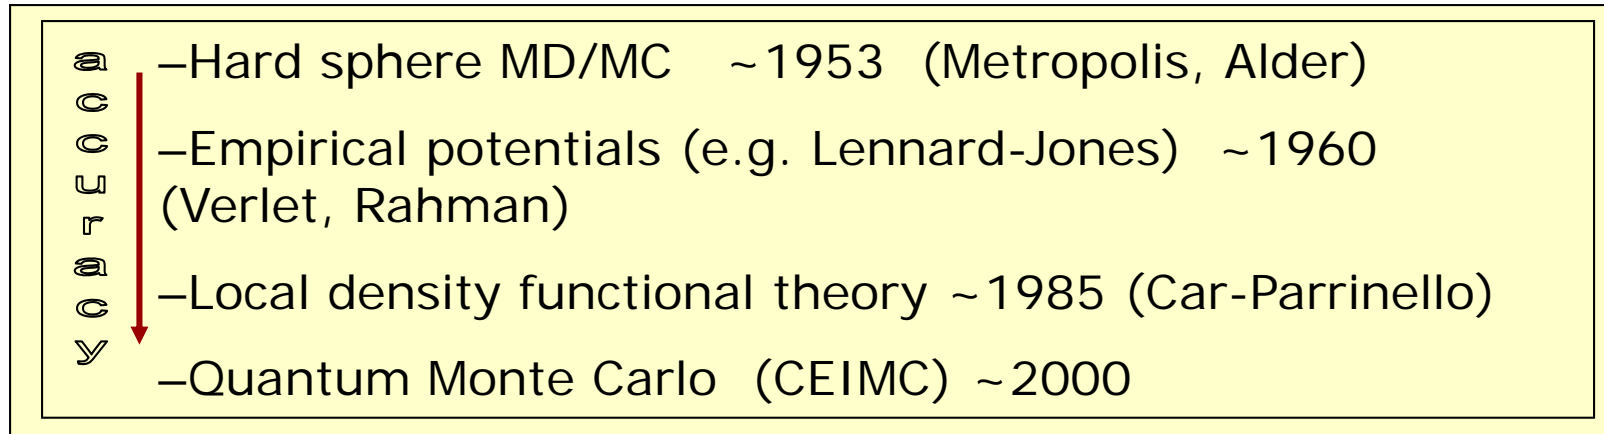 accuracy
–Hard sphere MD/MC ~1953 (Metropolis, Alder)
–Empirical potentials (e.g. Lennard-Jones) ~1960
(Verlet, Rahman)
–Local density functional theory ~1985 (Car-Parrinello)
–Quantum Monte Carlo (CEIMC) ~2000